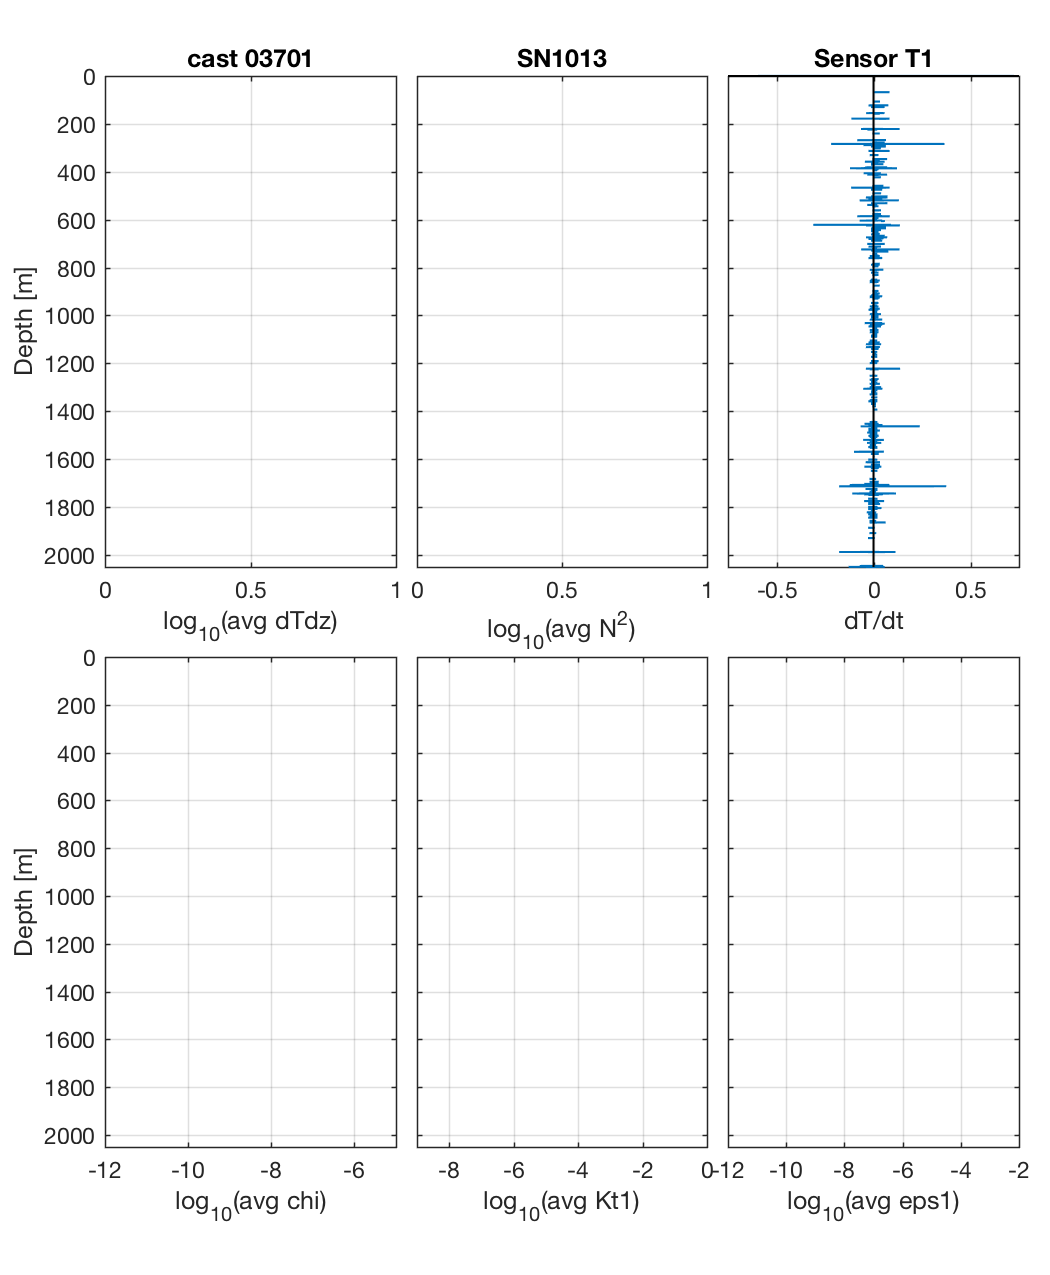 cast 03701
SN1013
Sensor T1
0
200
400
600
800
1000
1200
1400
1600
1800
2000
Depth [m]
0 0.5 1
0 0.5 1
-0.5 0 0.5
log10(avg dTdz)
log10(avg N2)
dT/dt
0
200
400
600
800
1000
1200
1400
1600
1800
2000
Depth [m]
-12 -10 -8 -6
-8 -6 -4 -2 0
-12 -10 -8 -6 -4 -2
log10(avg chi)
log10(avg Kt1)
log10(avg eps1)